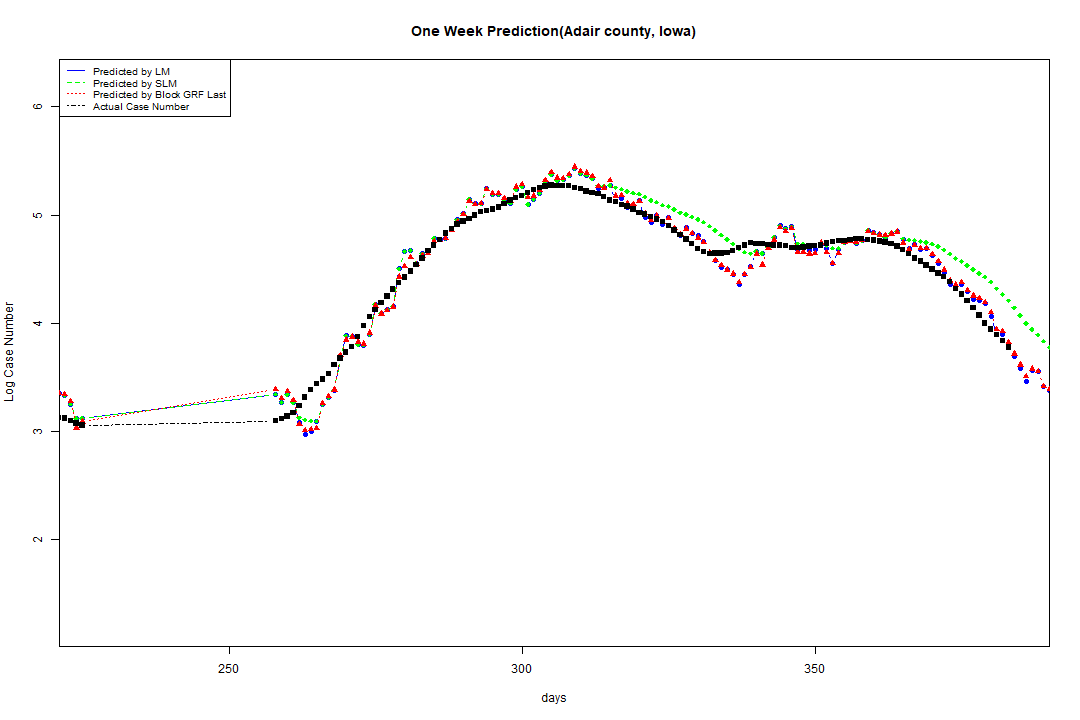 One Week Prediction(Adair county, Iowa)
Predicted by LM
Predicted by SLM
Predicted by Block GRF Last
Actual Case Number
6
5
4
3
2
Log Case Number
250
300
350
days